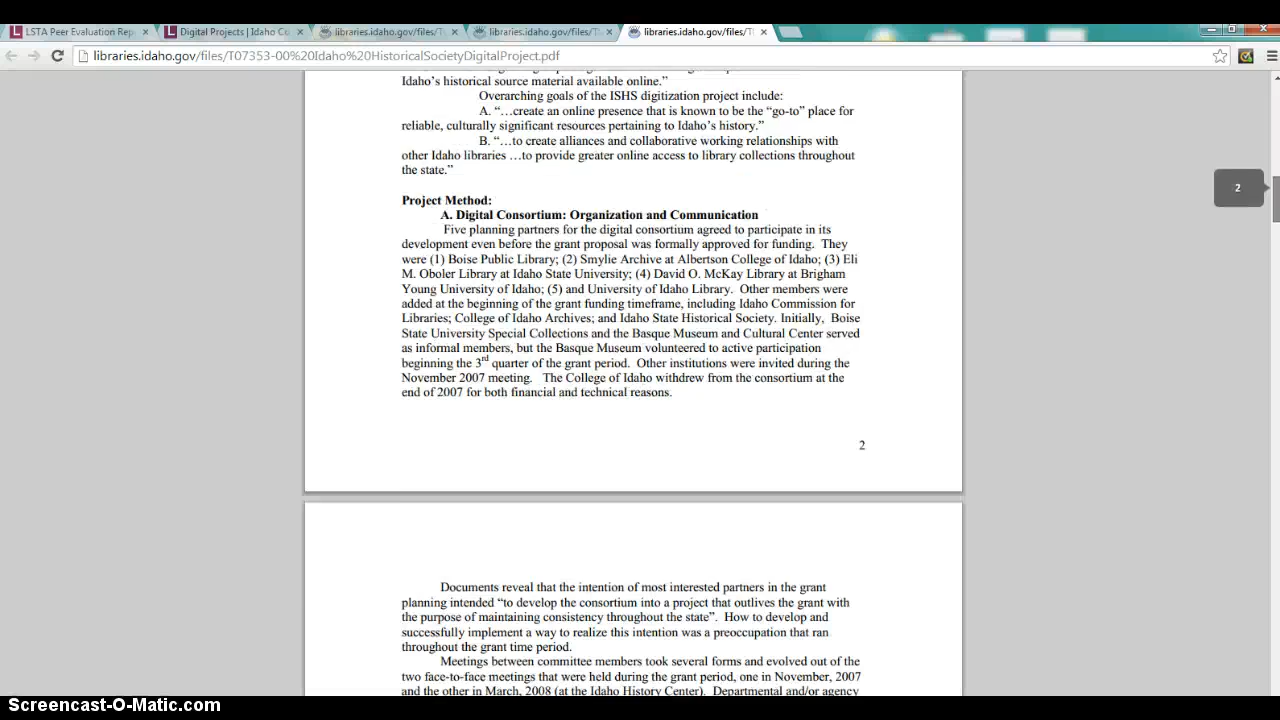 LSTA Peer Evaluation Repo
Digital Projects | Idaho Co
libraries.idaho.gov/files/Tu
libraries.idaho.gov/files/T
libraries.idaho.gov/files/T
libraries.idaho.gov/files/T07353-00%20Idaho%20HistoricalSocietyDigitalProject.pdf
Idaho's historical source material available online."
Overarching goals of the ISHS digitization project include:
A. "…create an online presence that is known to be the "go-to" place for
reliable, culturally significant resources pertaining to Idaho's history."
B. "…to create alliances and collaborative working relationships with
other Idaho libraries …to provide greater online access to library collections throughout
the state."
2
Project Method:
A. Digital Consortium: Organization and Communication
Five planning partners for the digital consortium agreed to participate in its
development even before the grant proposal was formally approved for funding. They
were (1) Boise Public Library; (2) Smylie Archive at Albertson College of Idaho; (3) Eli
M. Oboler Library at Idaho State University; (4) David O. McKay Library at Brigham
Young University of Idaho; (5) and University of Idaho Library. Other members were
added at the beginning of the grant funding timeframe, including Idaho Commission for
Libraries; College of Idaho Archives; and Idaho State Historical Society. Initially, Boise
State University Special Collections and the Basque Museum and Cultural Center served
as informal members, but the Basque Museum volunteered to active participation
beginning the 3rd quarter of the grant period. Other institutions were invited during the
November 2007 meeting. The College of Idaho withdrew from the consortium at the
end of 2007 for both financial and technical reasons.
2
Documents reveal that the intention of most interested partners in the grant
planning intended "to develop the consortium into a project that outlives the grant with
the purpose of maintaining consistency throughout the state". How to develop and
successfully implement a way to realize this intention was a preoccupation that ran
throughout the grant time period.
Meetings between committee members took several forms and evolved out of the
two face-to-face meetings that were held during the grant period, one in November, 2007
and the other in March, 2008 (at the Idaho History Center). Departmental and/or agency
Screencast-O-Matic.com